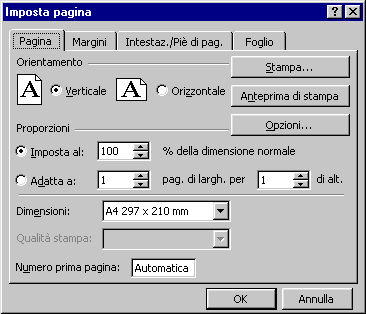 Imposta pagina
Pagina Margini Intestaz./Piè di pag. Foglio
Orientamento
Stampa...
A Verticale A Orizzontale
Anteprima di stampa
Proporzioni
Opzioni...
Imposta al: 100 % della dimensione normale
Adatta a: 1 pag. di largh. per 1 di alt.
Dimensioni: A4 297 x 210 mm
Qualità stampa:
Numero prima pagina: Automatica
OK Annulla